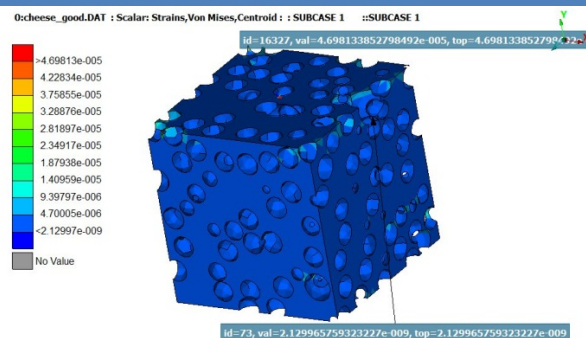 0:cheese_good.DAT : Scalar: Strains,Von Mises,Centroid : : SUBCASE 1 ::SUBCASE 1
Y
id=16327, val=4.698133852798492e-005, top=4.698133852798492e-005
>4.69813e-005
4.22834e-005
3.75855e-005
3.28876e-005
2.81897e-005
2.34917e-005
1.87938e-005
1.40959e-005
9.39797e-006
4.70005e-006
<2.12997e-009
No Value
id=73, val=2.129965759323227e-009, top=2.129965759323227e-009